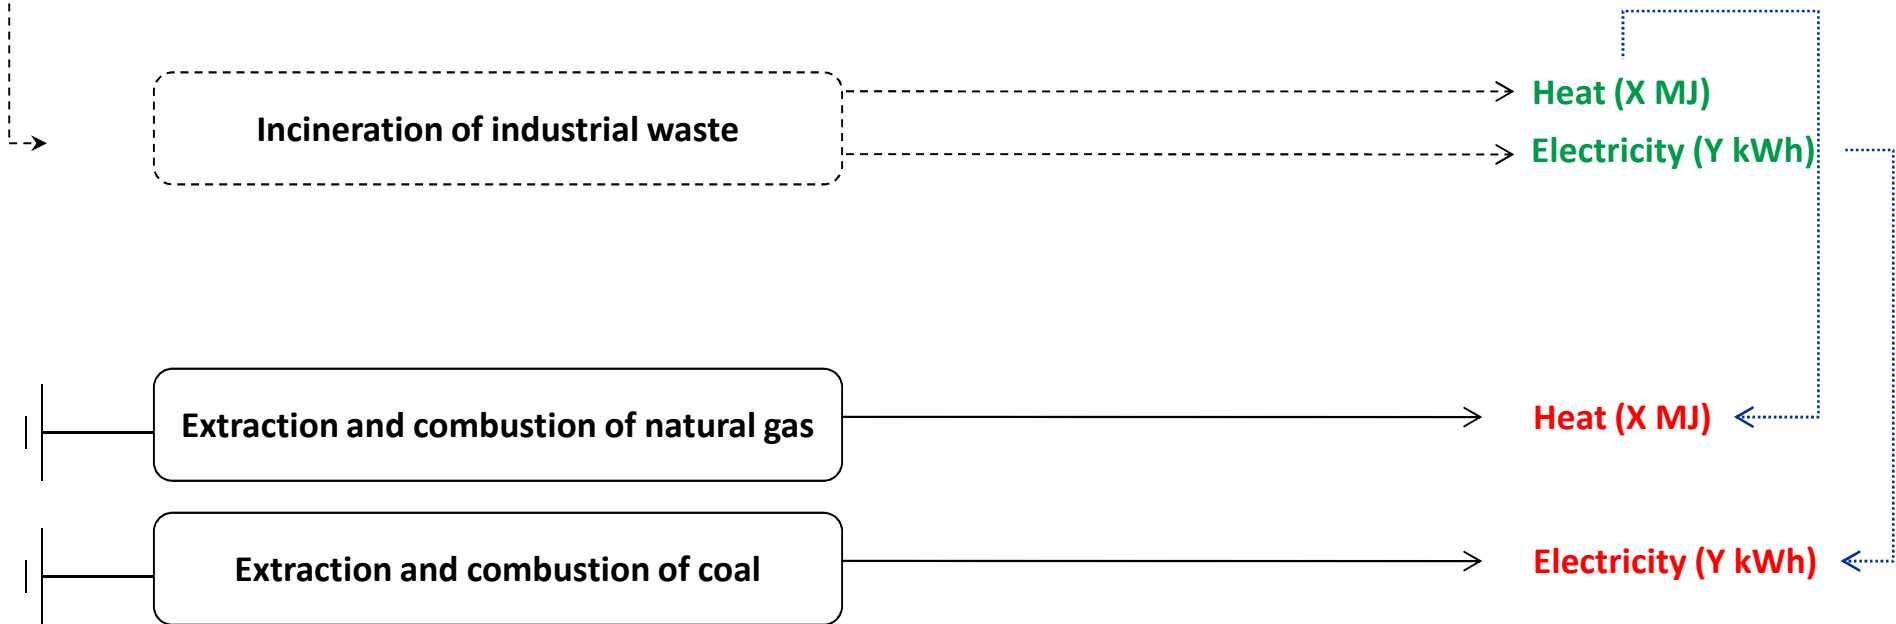 Incineration of industrial waste
Heat (X MJ)
Electricity (Y kWh)
Extraction and combustion of natural gas
Heat (X MJ)
Extraction and combustion of coal
Electricity (Y kWh)